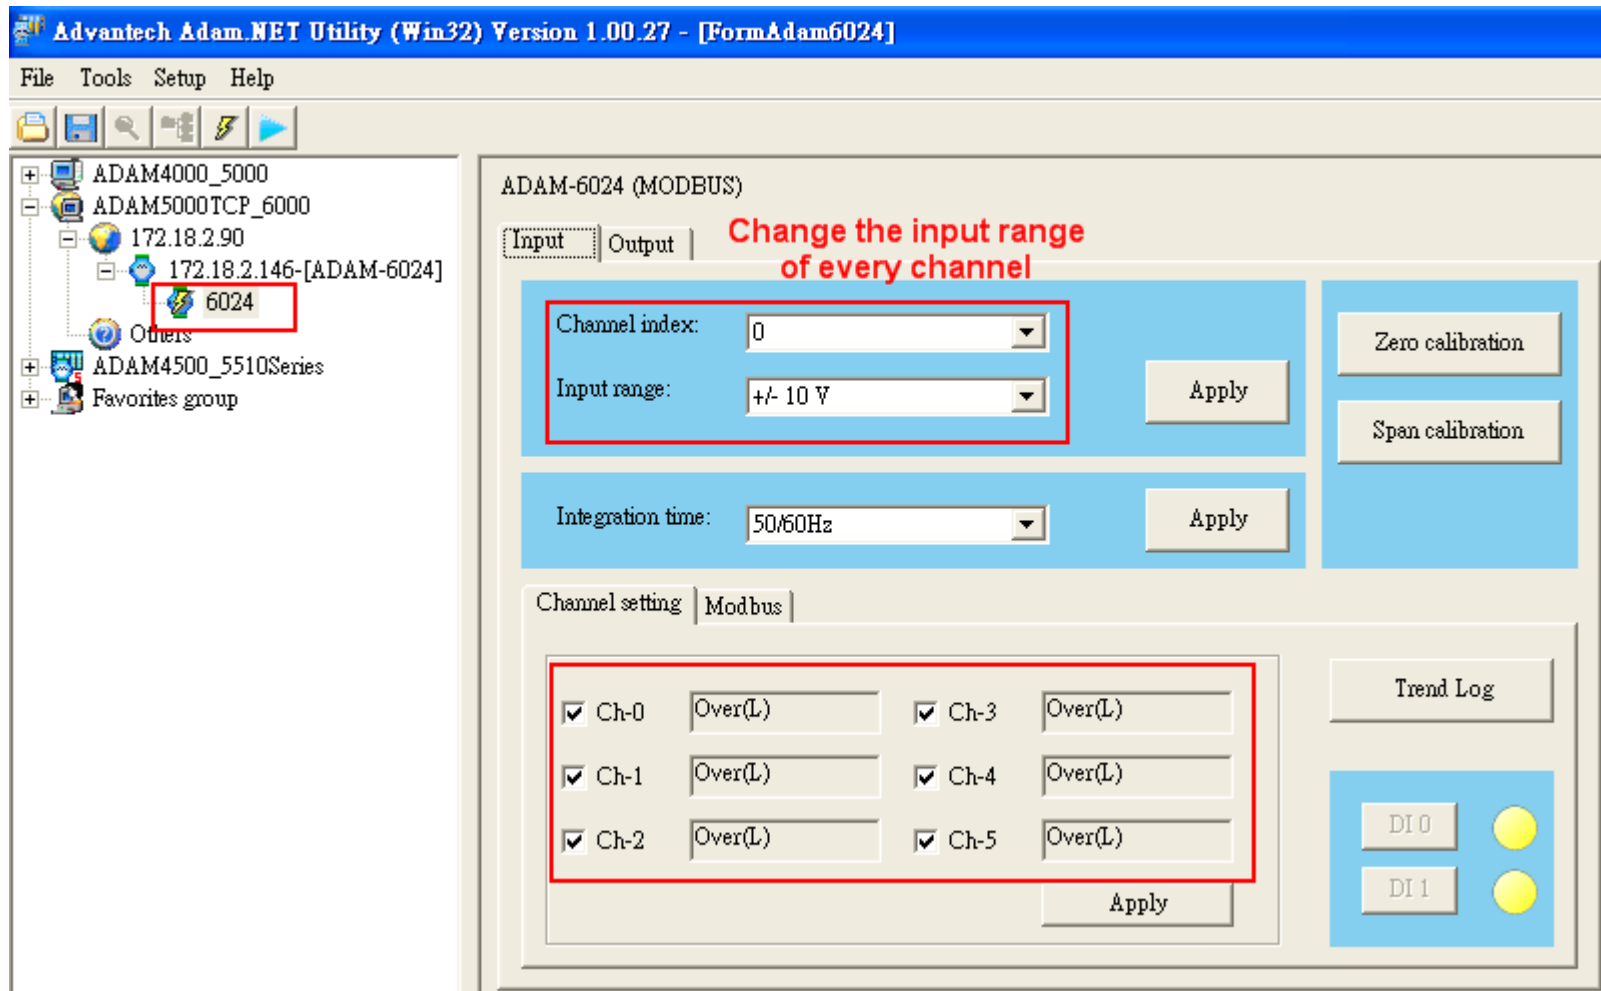 Advantech Adam.NET Utility (Win32) Version 1.00.27 - [FormAdam6024]
File Tools Setup Help
ADAM4000_5000
ADAM5000TCP_6000
172.18.2.90
172.18.2.146-[ADAM-6024]
6024
Others
ADAM4500_5510Series
Favorites group
ADAM-6024 (MODBUS)
Input Output
Change the input range
of every channel
Channel index: 0
Input range: +/- 10 V
Apply
Zero calibration
Span calibration
Integration time: 50/60Hz
Apply
Channel setting Modbus
Ch-0 Over(L) Ch-3 Over(L)
Ch-1 Over(L) Ch-4 Over(L)
Ch-2 Over(L) Ch-5 Over(L)
Apply
Trend Log
DI 0
DI 1